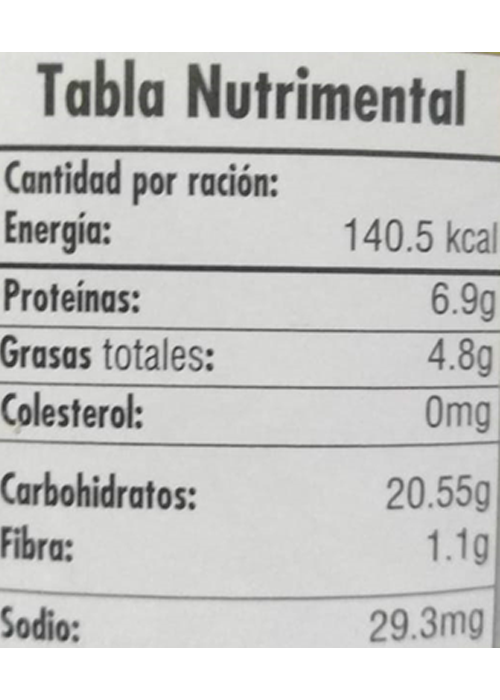 Tabla Nutrimental
Cantidad por ración:
Energía: 140.5 kcal
Proteínas: 6.9g
Grasas totales: 4.8g
Colesterol: 0mg
Carbohidratos: 20.55g
Fibra: 1.1g
Sodio: 29.3mg